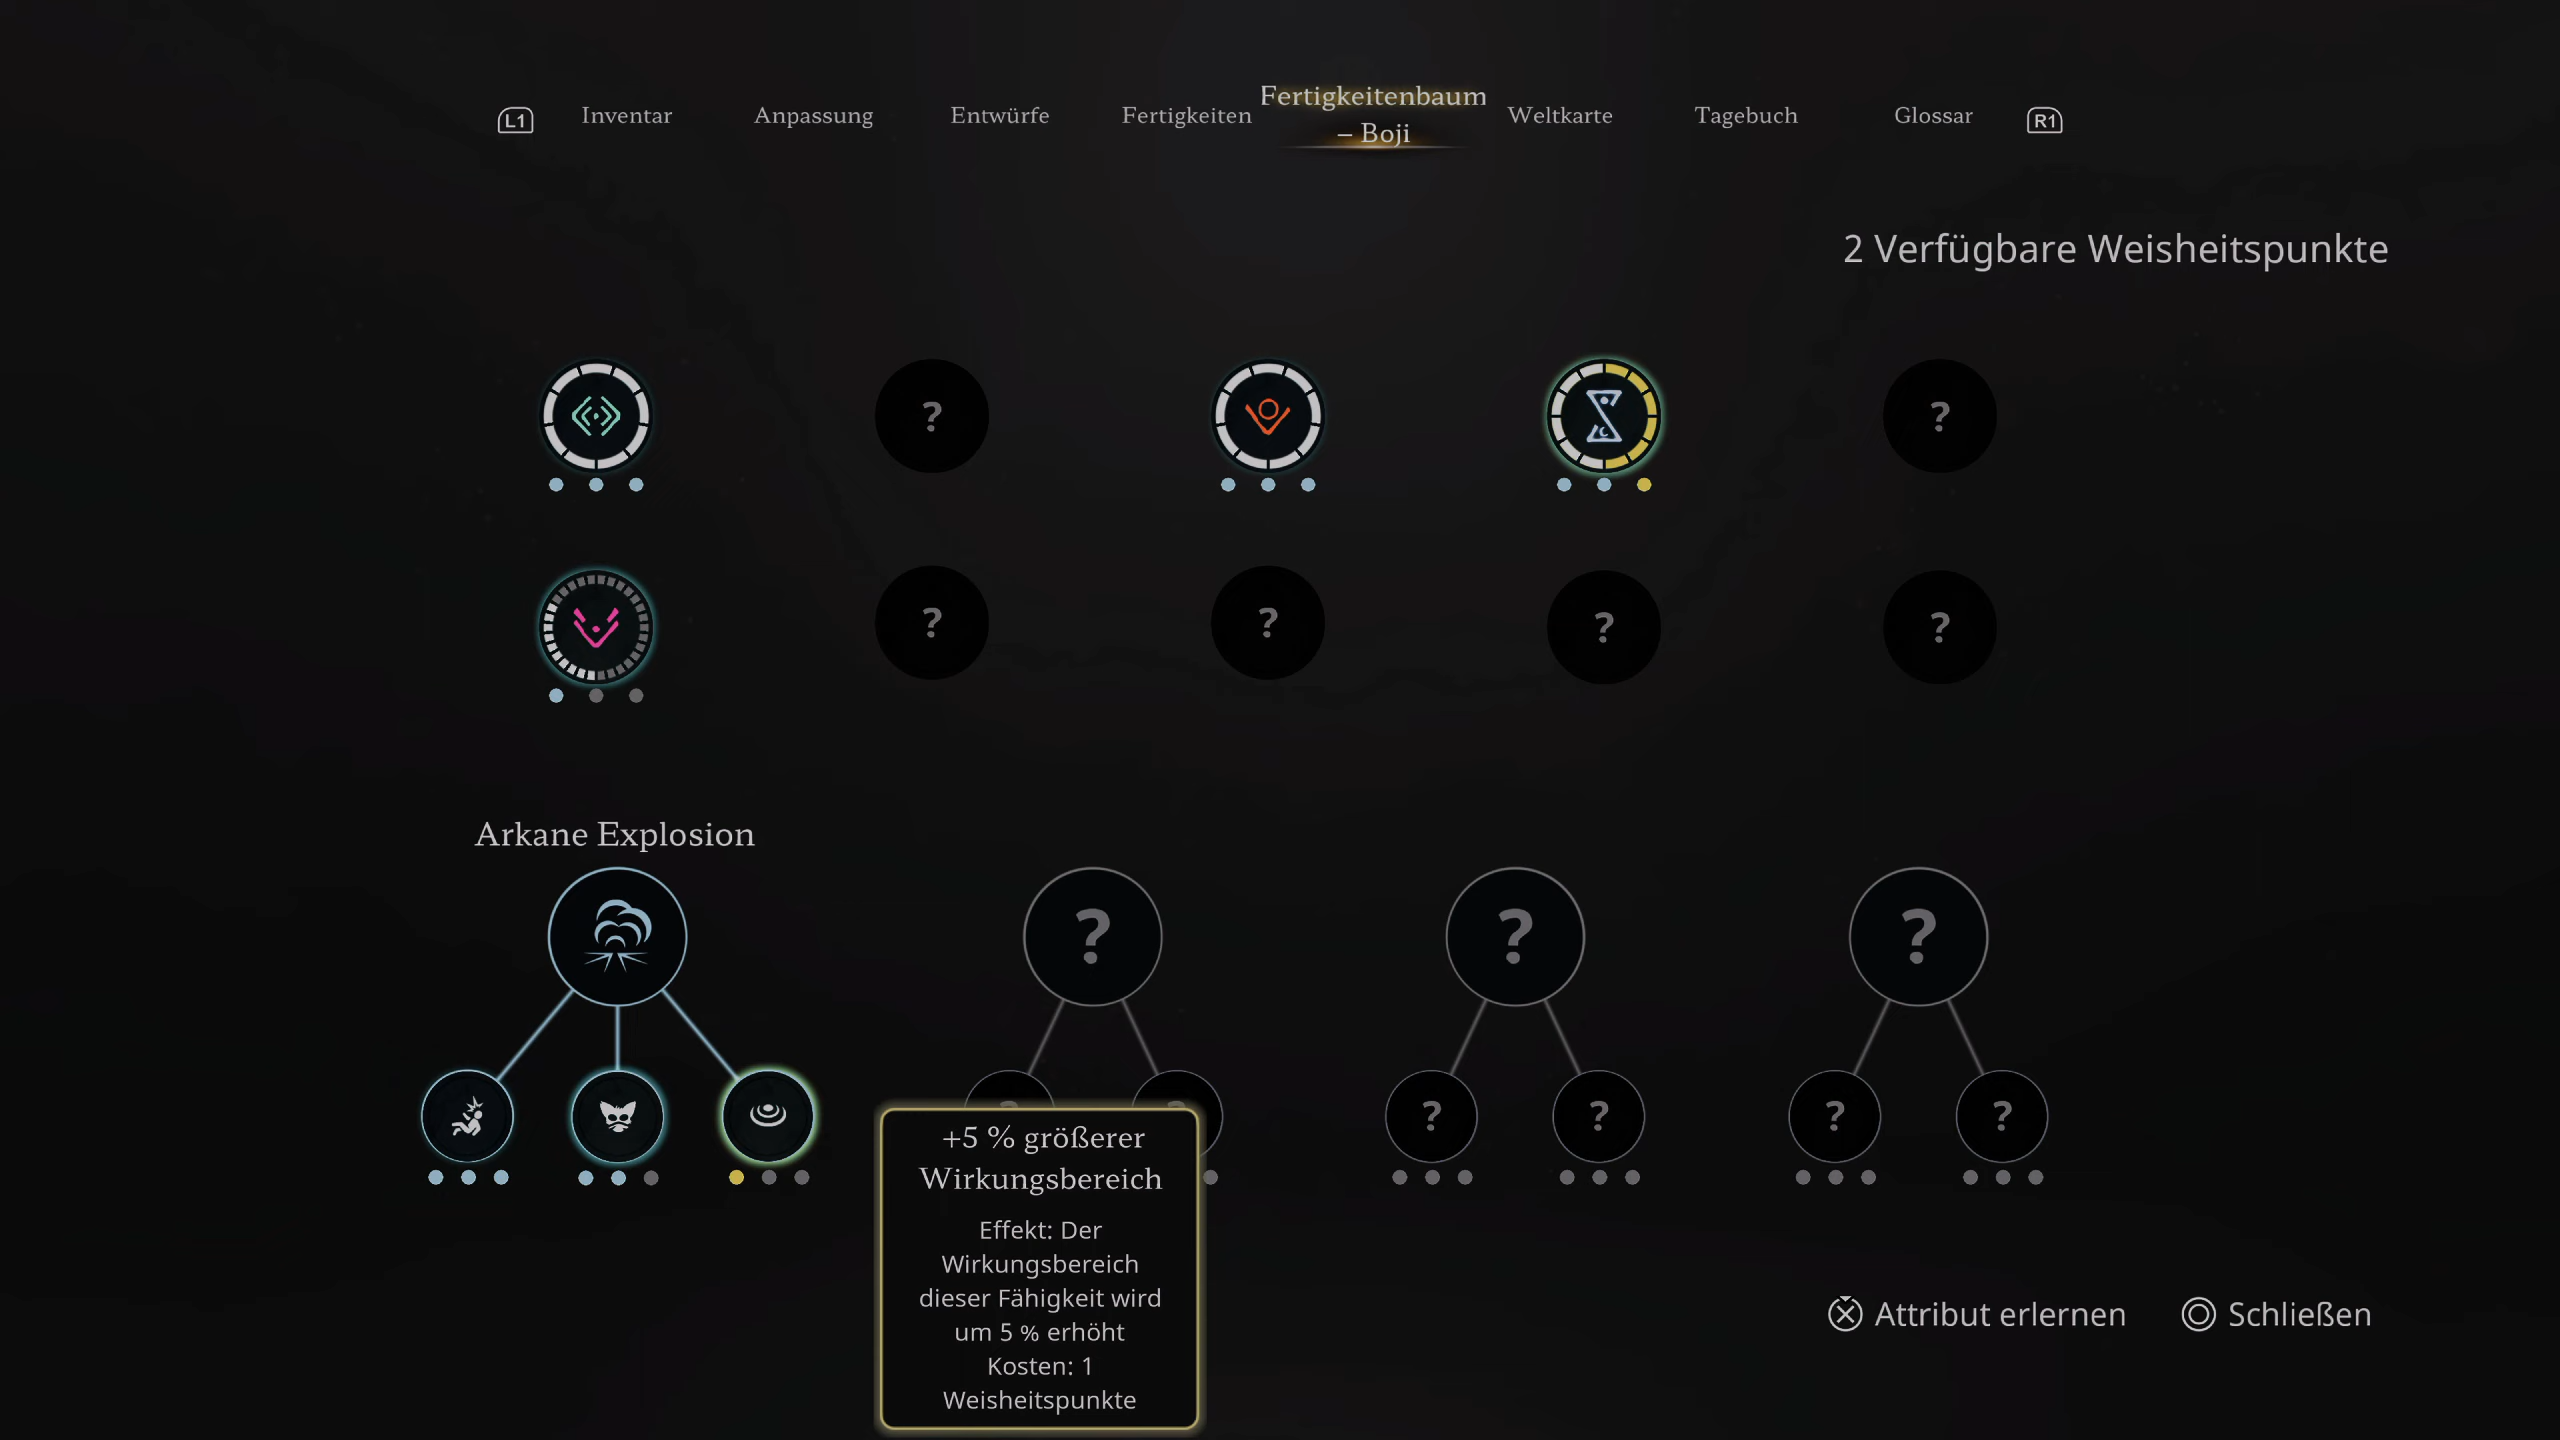 L1
Inventar
Anpassung
Entwürfe
Fertigkeiten
Fertigkeitenbaum
– Boji
Weltkarte
Tagebuch
Glossar
R1
2 Verfügbare Weisheitspunkte
?
?
?
?
?
?
Arkane Explosion
?
?
?
?
?
?
?
+5 % größerer
Wirkungsbereich
Effekt: Der
Wirkungsbereich
dieser Fähigkeit wird
um 5 % erhöht
Kosten: 1
Weisheitspunkte
Attribut erlernen
Schließen